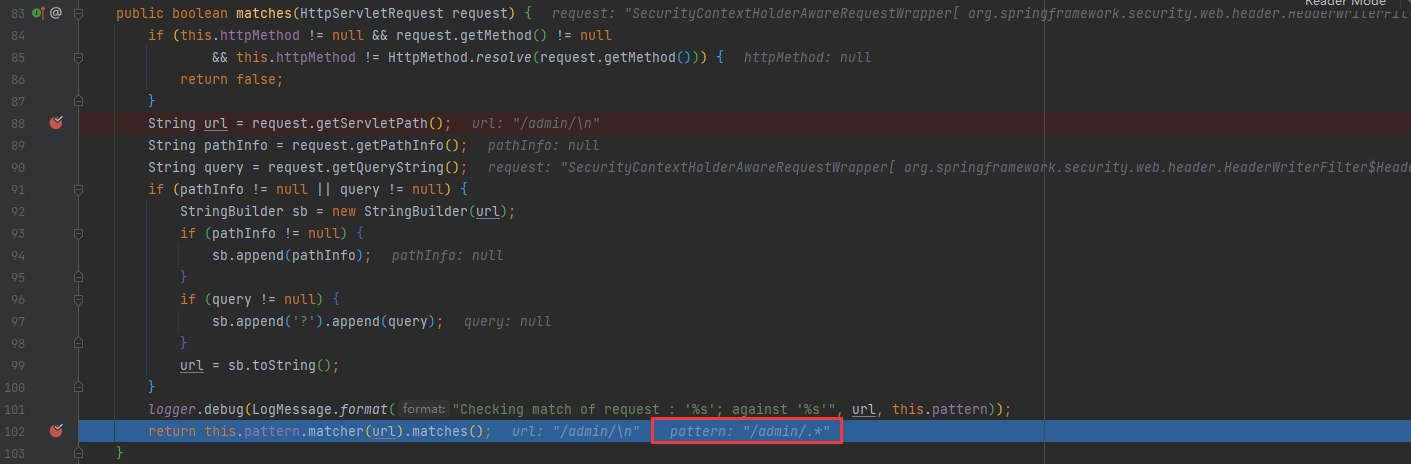 Reader Mode
83 @ public boolean matches(HttpServletRequest request) { request: "SecurityContextHolderAwareRequestWrapper[ org.springframework.security.web.header.HeaderWriterFilt
84 if (this.httpMethod != null && request.getMethod() != null
85 && this.httpMethod != HttpMethod.resolve(request.getMethod())) { httpMethod: null
86 return false;
87 }
88 String url = request.getServletPath(); url: "/admin/\n"
89 String pathInfo = request.getPathInfo(); pathInfo: null
90 String query = request.getQueryString(); request: "SecurityContextHolderAwareRequestWrapper[ org.springframework.security.web.header.HeaderWriterFilter$Heade
91 if (pathInfo != null || query != null) {
92 StringBuilder sb = new StringBuilder(url);
93 if (pathInfo != null) {
94 sb.append(pathInfo); pathInfo: null
95 }
96 if (query != null) {
97 sb.append('?').append(query); query: null
98 }
99 url = sb.toString();
100 }
101 logger.debug(LogMessage.format( format: "Checking match of request : '%s'; against '%s'", url, this.pattern));
102 return this.pattern.matcher(url).matches(); url: "/admin/\n" pattern: "/admin/.*"
103 }